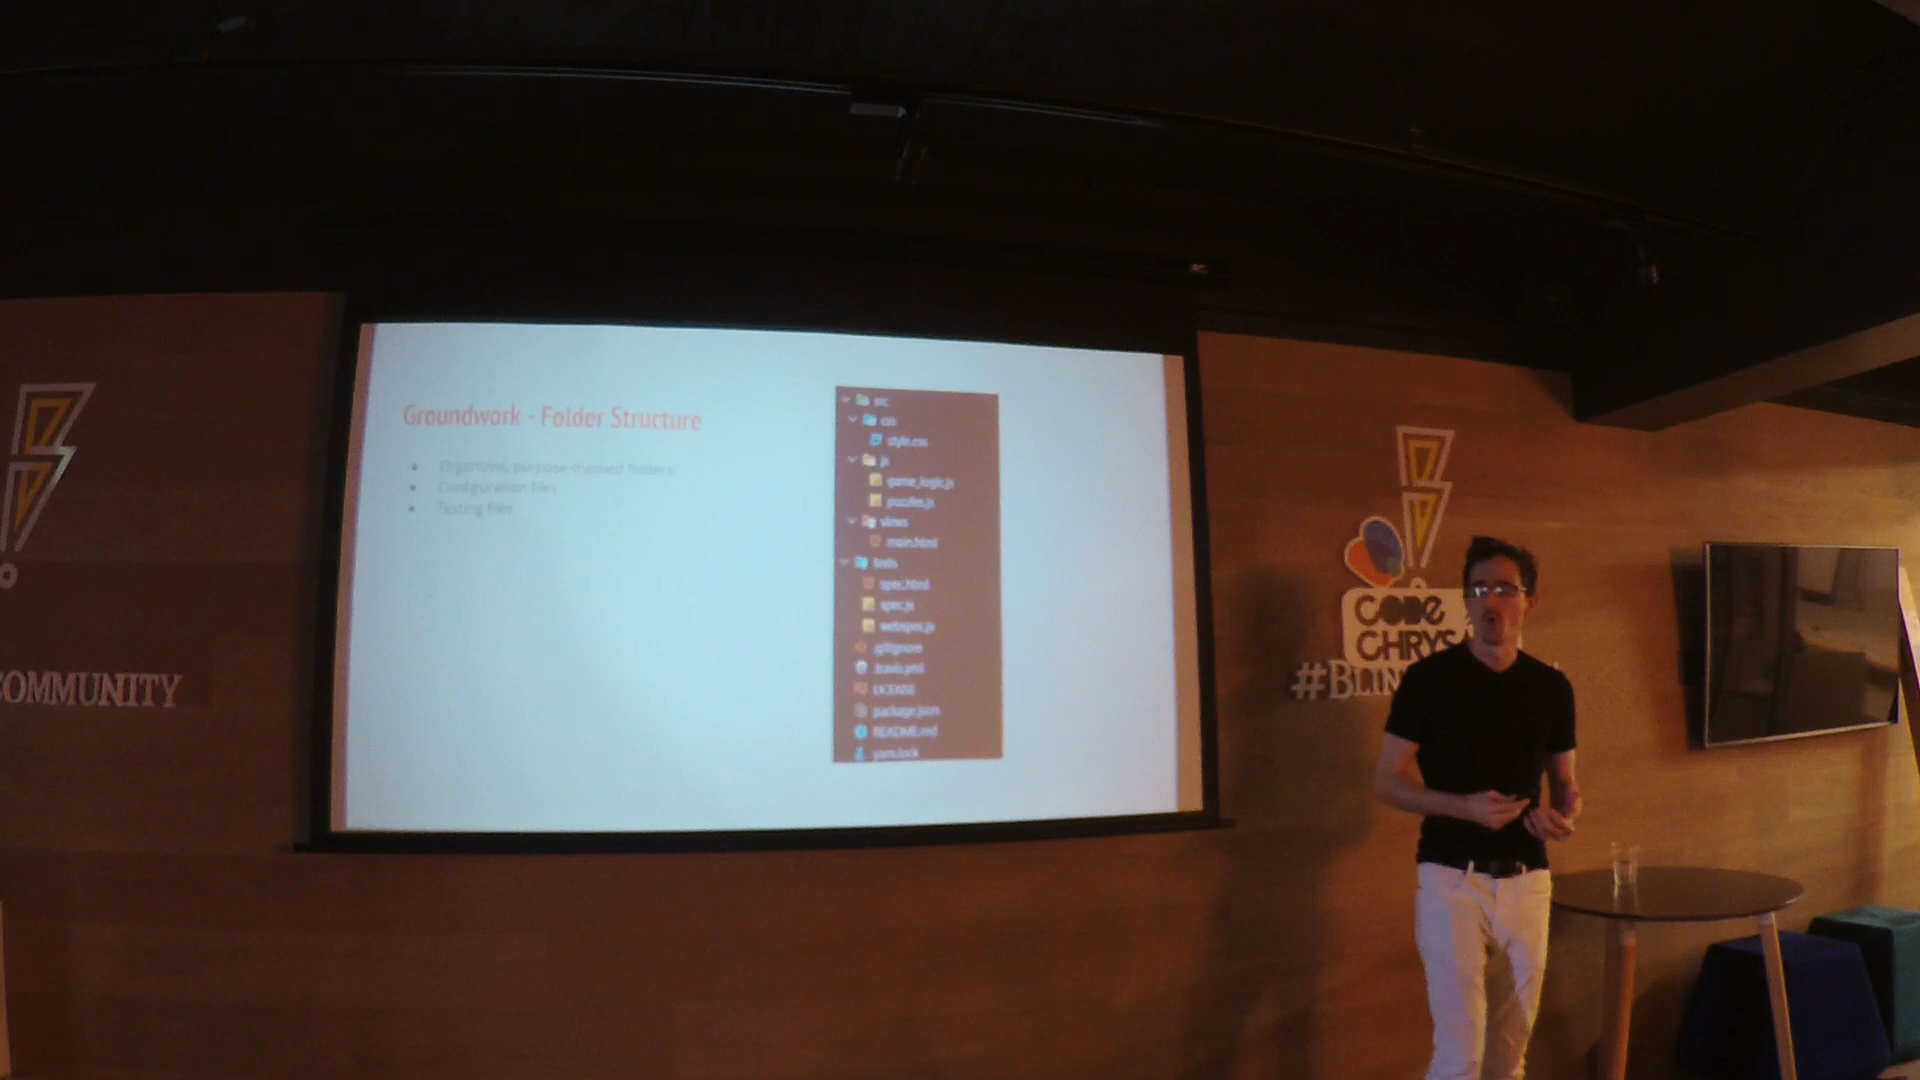 COMMUNITY
Groundwork - Folder Structure
Organized, purpose-themed folders
Configuration files
Testing files
src
css
style.css
js
game_logic.js
puzzles.js
views
main.html
tests
spec.html
spec.js
webspec.js
.gitignore
.travis.yml
LICENSE
package.json
README.md
yarn.lock
CODE
CHRYS
#BLIN